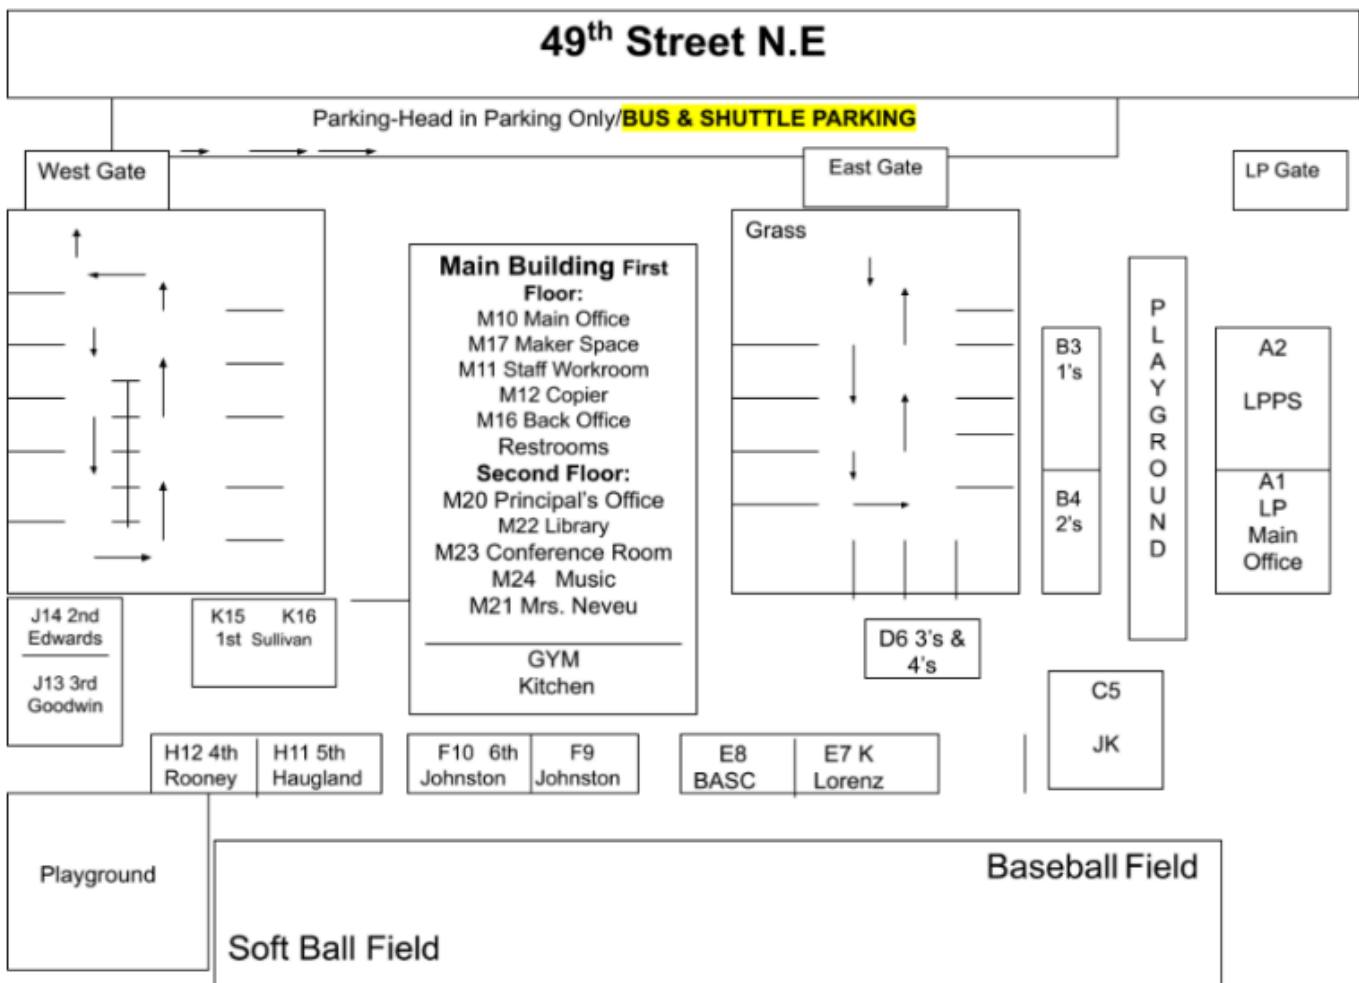 49th Street N.E
Parking-Head in Parking Only/BUS & SHUTTLE PARKING
West Gate
East Gate
LP Gate
Grass
Main Building First
Floor:
M10 Main Office
M17 Maker Space
M11 Staff Workroom
M12 Copier
M16 Back Office
Restrooms
Second Floor:
M20 Principal's Office
M22 Library
M23 Conference Room
M24 Music
M21 Mrs. Neveu
GYM
Kitchen
B3
1's
B4
2's
PLAYGROUND
A2
LPPS
A1
LP
Main
Office
J14 2nd
Edwards
J13 3rd
Goodwin
K15 K16
1st Sullivan
D6 3's &
4's
C5
JK
H12 4th
Rooney
H11 5th
Haugland
F10 6th
Johnston
F9
Johnston
E8
BASC
E7 K
Lorenz
Playground
Baseball Field
Soft Ball Field